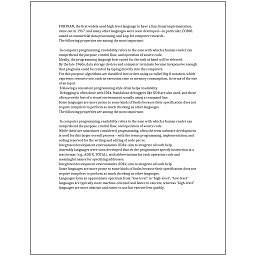 FORTRAN, the first widely used high-level language to have a functional implementation,
came out in 1957, and many other languages were soon developed—in particular, COBOL
aimed at commercial data processing, and Lisp for computer research.
The following properties are among the most important:
In computer programming, readability refers to the ease with which a human reader can
comprehend the purpose, control flow, and operation of source code.
Ideally, the programming language best suited for the task at hand will be selected.
By the late 1960s, data storage devices and computer terminals became inexpensive enough
that programs could be created by typing directly into the computers.
For this purpose, algorithms are classified into orders using so-called Big O notation, which
expresses resource use, such as execution time or memory consumption, in terms of the size
of an input.
Following a consistent programming style often helps readability.
Debugging is often done with IDEs. Standalone debuggers like GDB are also used, and these
often provide less of a visual environment, usually using a command line.
Some languages are more prone to some kinds of faults because their specification does not
require compilers to perform as much checking as other languages.
The following properties are among the most important:
In computer programming, readability refers to the ease with which a human reader can
comprehend the purpose, control flow, and operation of source code.
While these are sometimes considered programming, often the term software development
is used for this larger overall process – with the terms programming, implementation, and
coding reserved for the writing and editing of code per se.
Integrated development environments (IDEs) aim to integrate all such help.
Assembly languages were soon developed that let the programmer specify instruction in a
text format (e.g., ADD X, TOTAL), with abbreviations for each operation code and
meaningful names for specifying addresses.
Integrated development environments (IDEs) aim to integrate all such help.
Some languages are more prone to some kinds of faults because their specification does not
require compilers to perform as much checking as other languages.
Languages form an approximate spectrum from "low-level" to "high-level"; "low-level"
languages are typically more machine-oriented and faster to execute, whereas "high-level"
languages are more abstract and easier to use but execute less quickly.